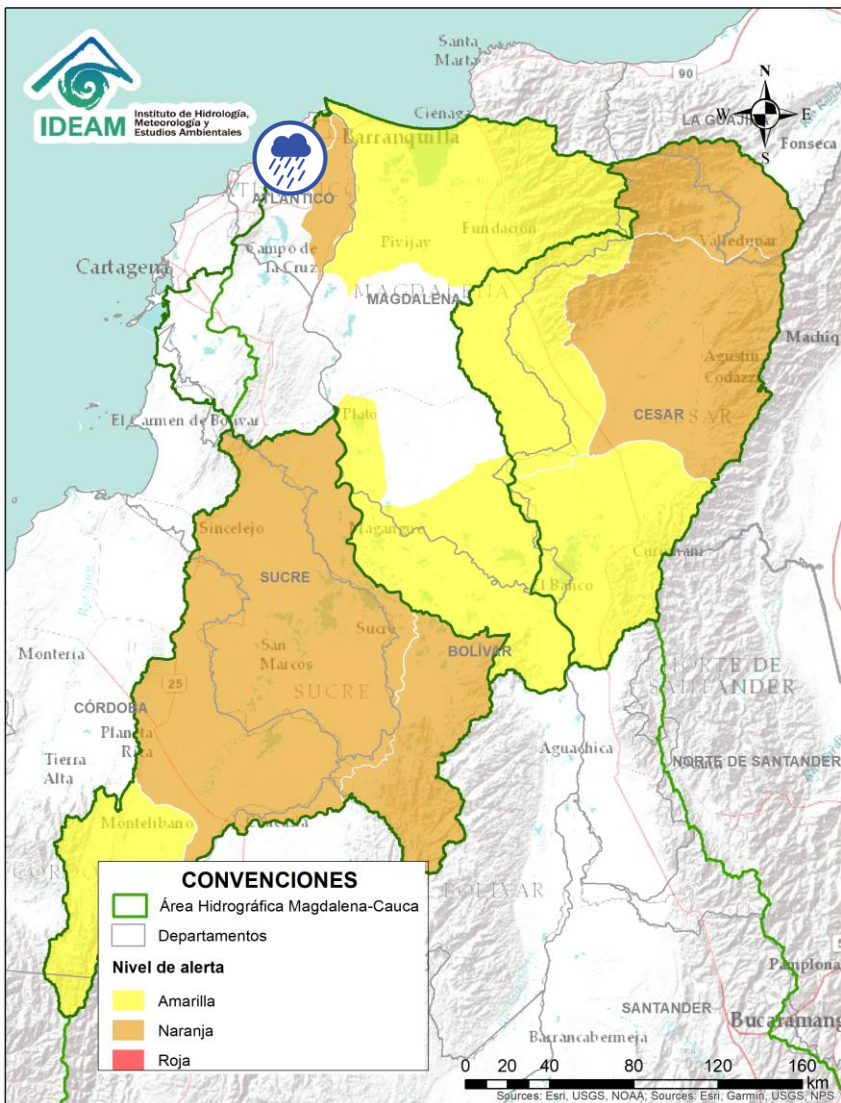 Santa
Marta
90
N
W E
S
LA GUAJIRA
Fonseca
IDEAM
Instituto de Hidrología,
Meteorología y
Estudios Ambientales
Ciénaga
Barranquilla
ATLÁNTICO
Valledupar
Fundación
Pivijay
Campo de
la Cruz
Cartagena
MAGDALENA
MAGDALENA
Machiq
Agustín
Codazzi
CESAR
CESAR
El Carmen de Bolívar
Plato
Magangué
Sincelejo
SUCRE
El Banco
Sucre
San
Marcos
BOLÍVAR
SUCRE
Montería
25
CÓRDOBA
Planeta
Rica
Tierra
Alta
NORTE DE
SANTANDER
Aguachica
NORTE DE SANTANDER
Montelíbano
BOLÍVAR
CONVENCIONES
Área Hidrográfica Magdalena-Cauca
Departamentos
Nivel de alerta
Amarilla
Naranja
Roja
Pamplona
SANTANDER
Bucaramang
Barrancabermeja
0 20 40 80 120 160
km
Sources: Esri, USGS, NOAA; Sources: Esri, Garmin, USGS, NPS